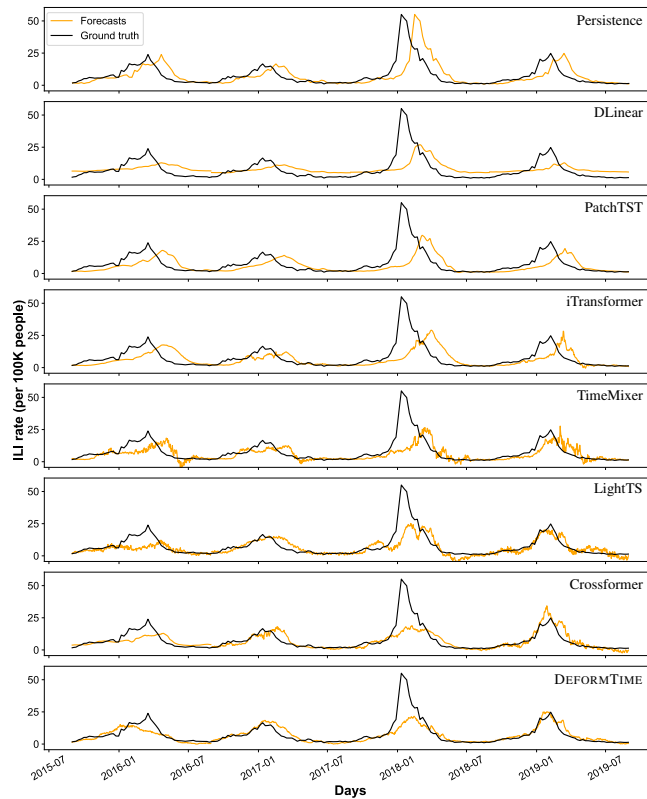 Forecasts
Ground truth
Persistence
50
25
0
DLinear
50
25
0
PatchTST
50
25
0
iTransformer
50
25
0
TimeMixer
50
25
0
LightTS
50
25
0
Crossformer
50
25
0
DEFORMTIME
50
25
0
ILI rate (per 100K people)
2015-07 2016-01 2016-07 2017-01 2017-07 2018-01 2018-07 2019-01 2019-07
Days